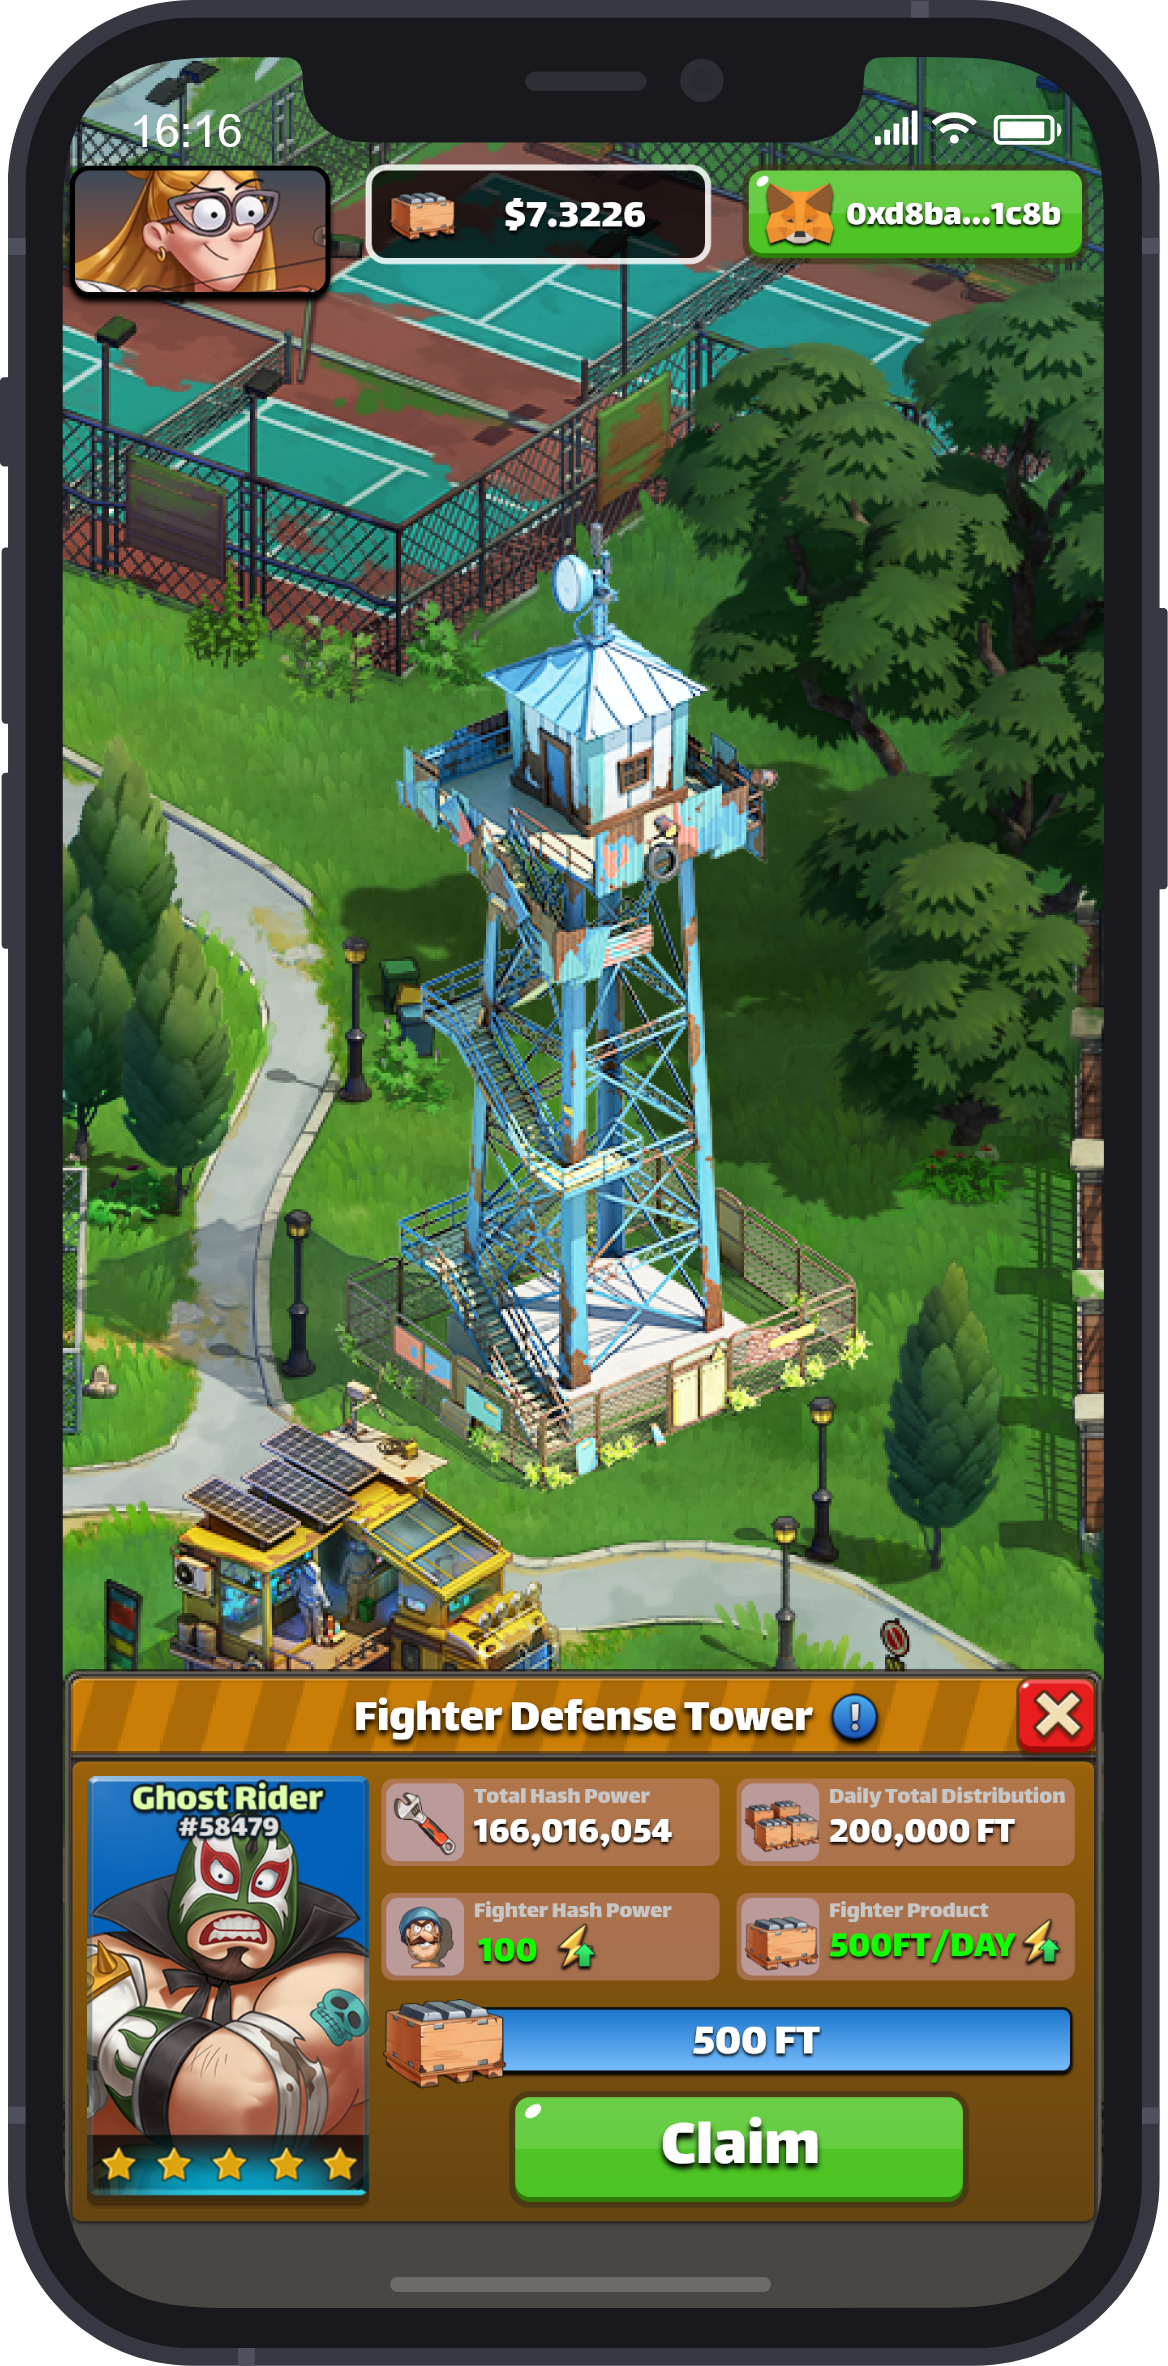 16:16
$7.3226
0xd8ba...1c8b
Fighter Defense Tower
Ghost Rider
#58479
Total Hash Power
166,016,054
Daily Total Distribution
200,000 FT
Fighter Hash Power
100
Fighter Product
500FT/DAY
500 FT
Claim